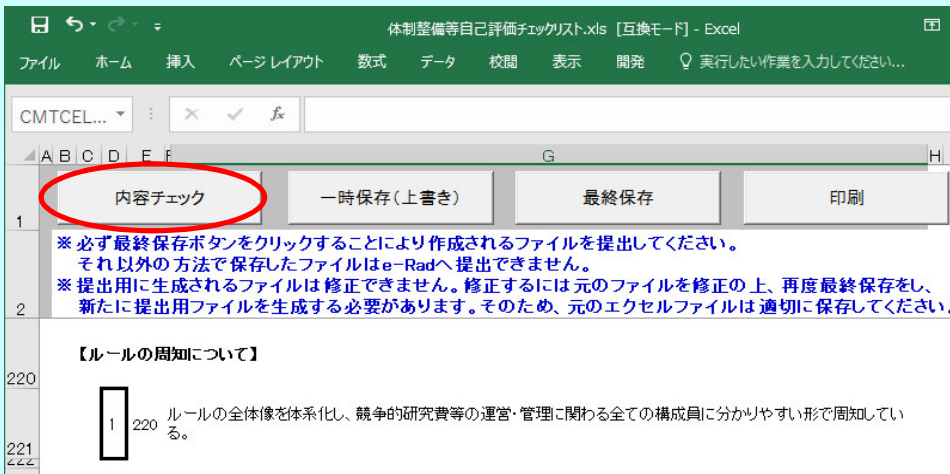 体制整備等自己評価チェックリスト.xls [互換モード] - Excel
ファイル ホーム 挿入 ページ レイアウト 数式 データ 校閲 表示 開発 実行したい作業を入力してください...
CMTCEL... fx
A B C D E F G H
1 内容チェック 一時保存(上書き) 最終保存 印刷
※必ず最終保存ボタンをクリックすることにより作成されるファイルを提出してください。
それ以外の方法で保存したファイルはe-Radへ提出できません。
※提出用に生成されるファイルは修正できません。修正するには元のファイルを修正の上、再度最終保存をし、
2 新たに提出用ファイルを生成する必要があります。そのため、元のエクセルファイルは適切に保存してください。
【ルールの周知について】
220
1 220 ルールの全体像を体系化し、競争的研究費等の運営・管理に関わる全ての構成員に分かりやすい形で周知してい
る。
221
222